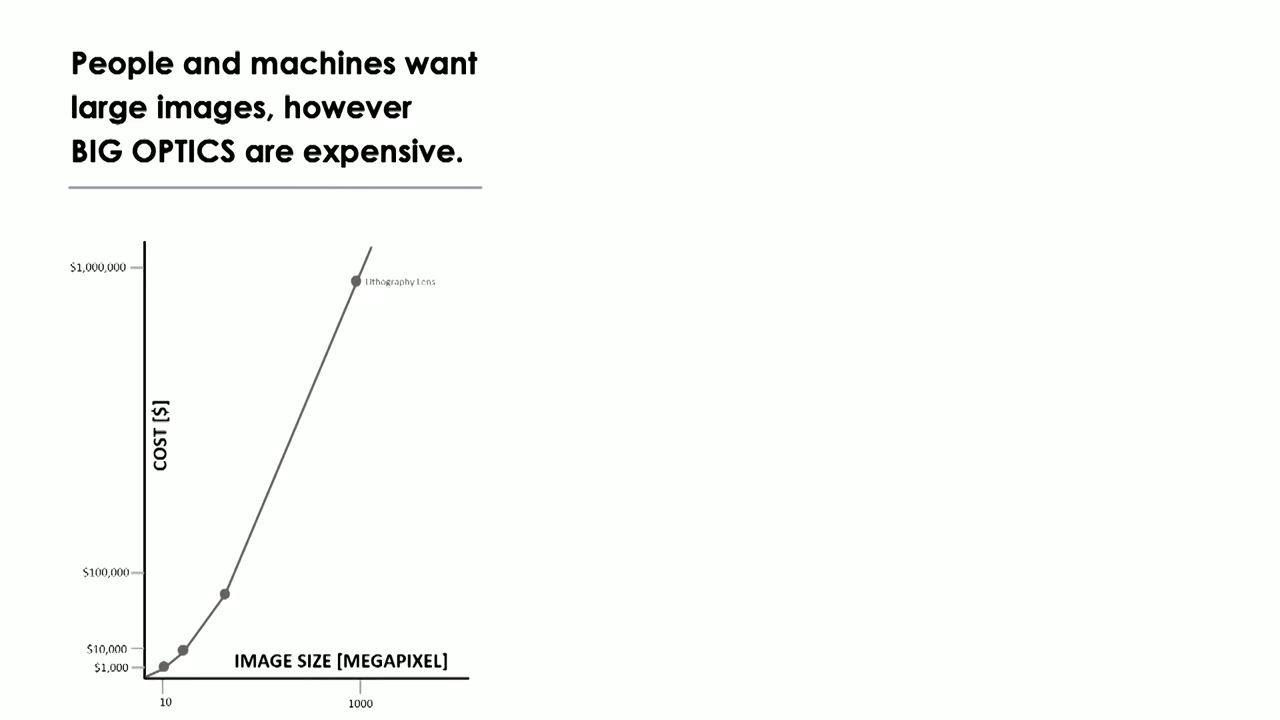 People and machines want
large images, however
BIG OPTICS are expensive.
$1,000,000
Lithography Lens
COST [$]
$100,000
$10,000
$1,000
IMAGE SIZE [MEGAPIXEL]
10
1000